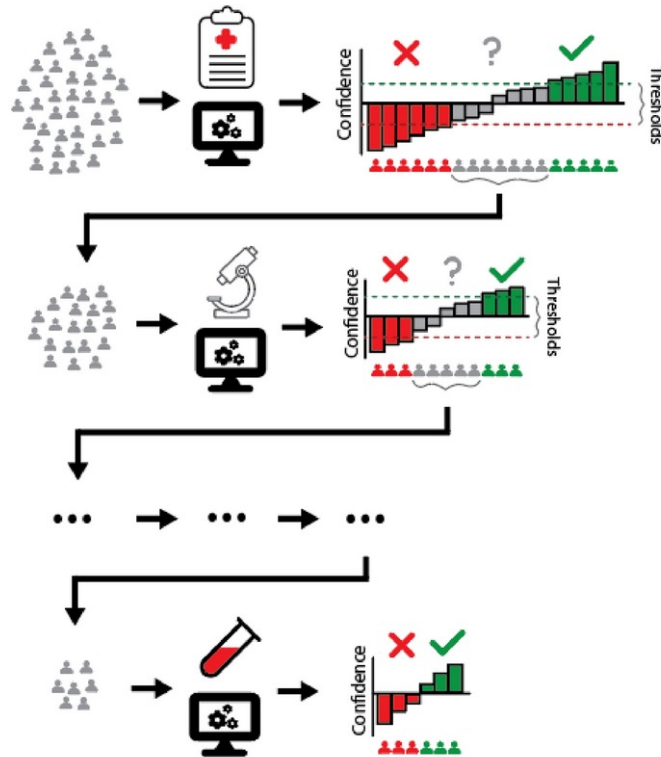 Confidence
?
Thresholds
Confidence
?
Thresholds
...
...
...
Confidence